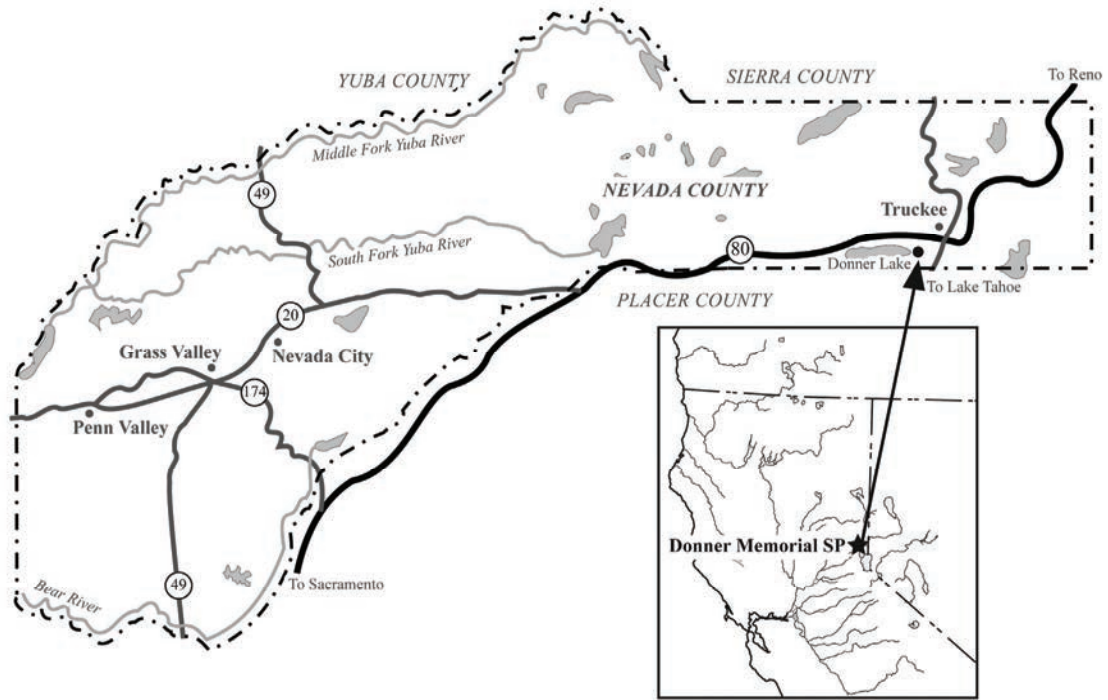 YUBA COUNTY
SIERRA COUNTY
To Reno
Middle Fork Yuba River
49
NEVADA COUNTY
Truckee
South Fork Yuba River
80
Donner Lake
To Lake Tahoe
PLACER COUNTY
20
Nevada City
Grass Valley
174
Penn Valley
Donner Memorial SP
To Sacramento
49
Bear River